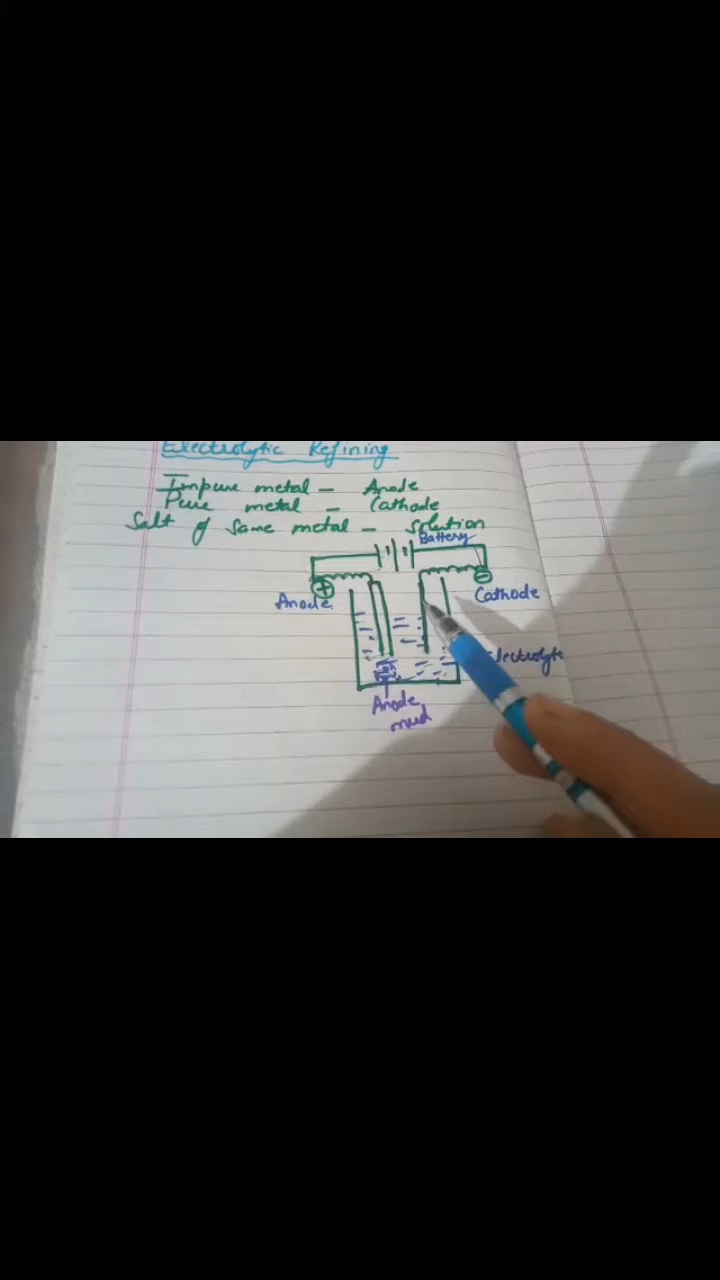 Electrolytic Refining
Impure metal - Anode
Pure metal - Cathode
Salt of same metal - solution
Battery
+
-
Anode
Cathode
Electrolyte
Anode
mud